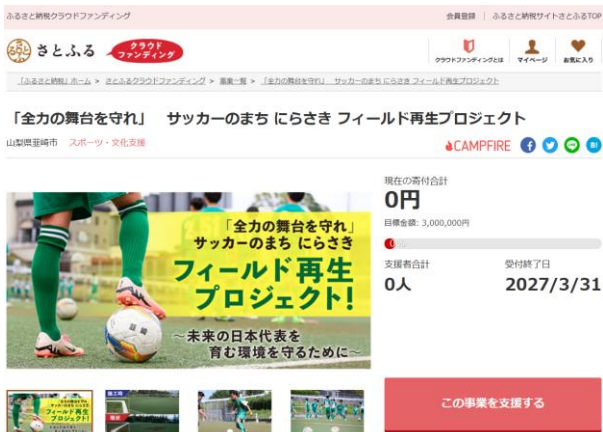 ふるさと納税クラウドファンディング
会員登録 | ふるさと納税サイトさとふるTOP
さとふる
クラウド
ファンディング
クラウドファンディングとは
マイページ
お気に入り
「ふるさと納税」ホーム > さとふるクラウドファンディング > 事業一覧 > 「全力の舞台を守れ」 サッカーのまち にらさき フィールド再生プロジェクト
「全力の舞台を守れ」 サッカーのまち にらさき フィールド再生プロジェクト
山梨県韮崎市 スポーツ・文化支援
CAMPFIRE
「全力の舞台を守れ」
サッカーのまち にらさき
フィールド再生
プロジェクト!
~未来の日本代表を
育む環境を守るために~
現在の寄付合計
0円
目標金額: 3,000,000円
支援者合計
受付終了日
0人
2027/3/31
この事業を支援する
フィールド再生
プロジェクト!